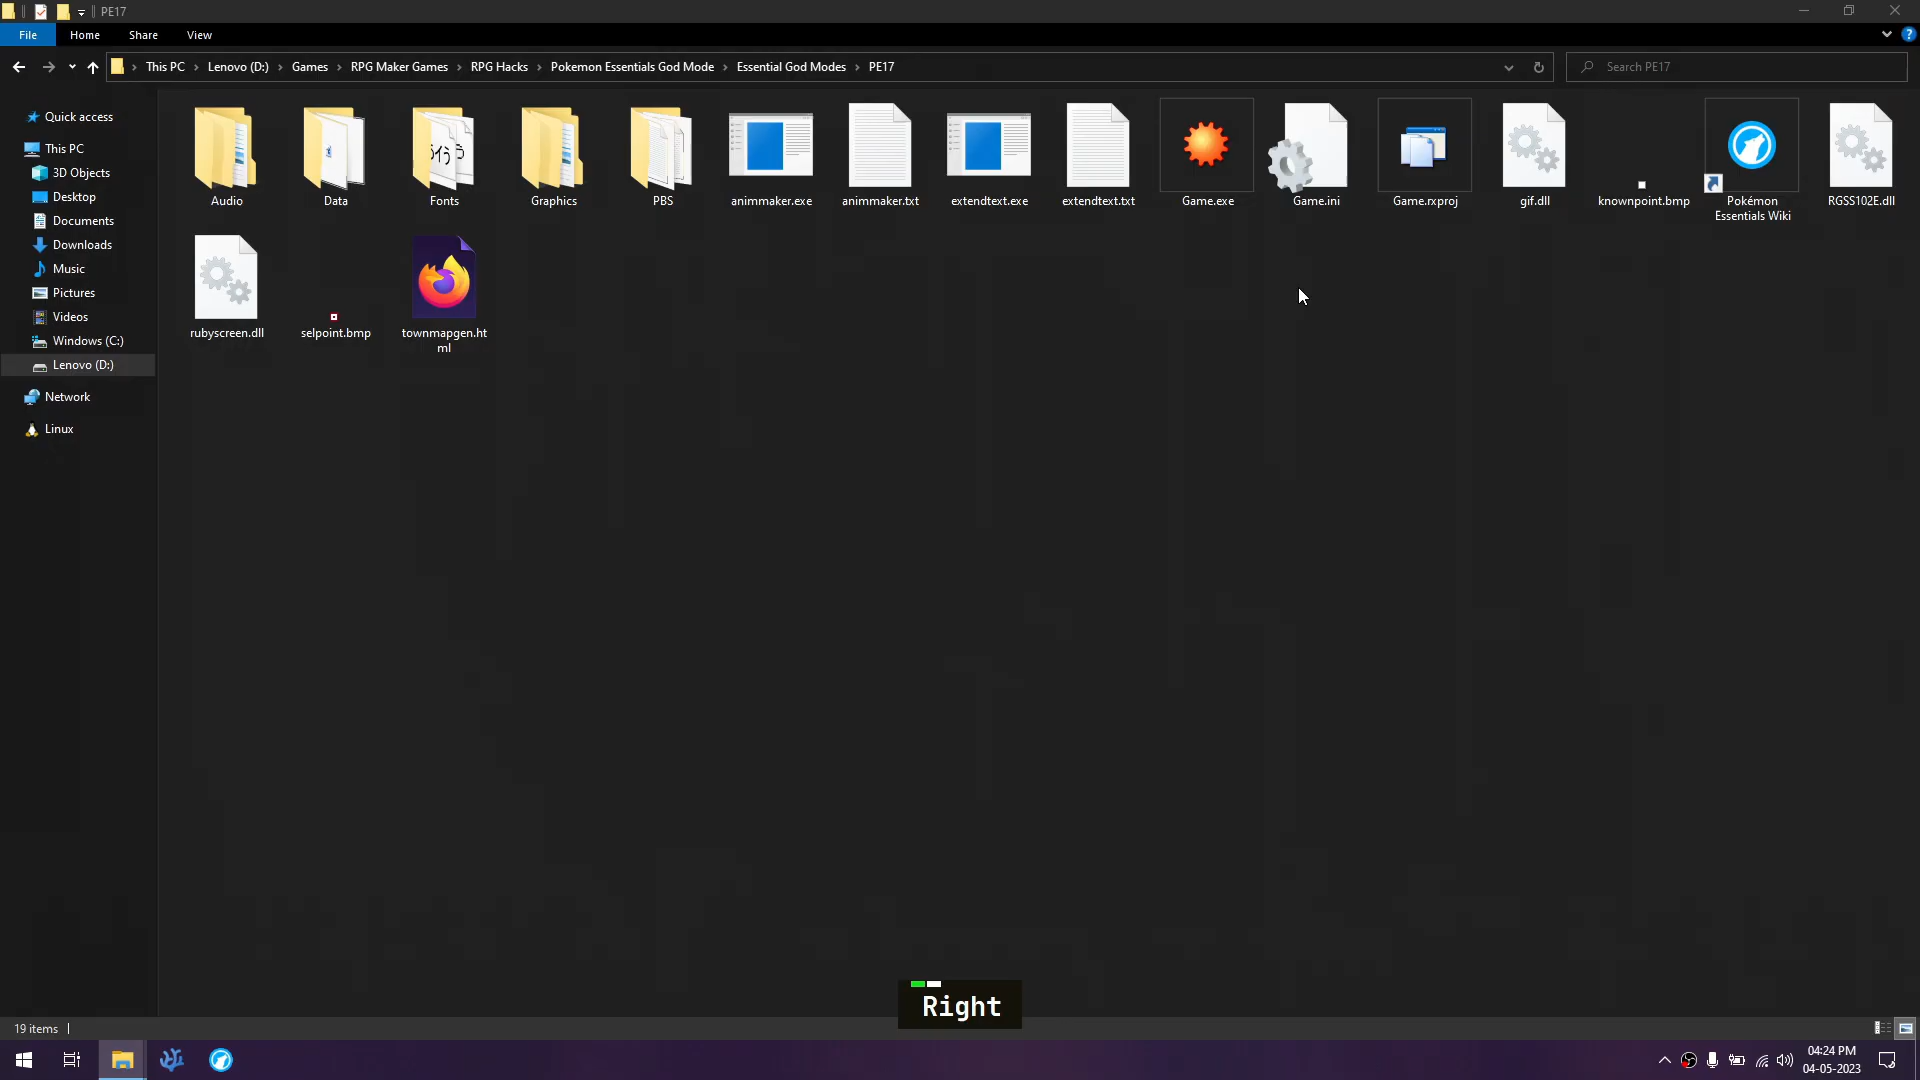 PE17
File Home Share View
This PC Lenovo (D:) Games RPG Maker Games RPG Hacks Pokemon Essentials God Mode Essential God Modes PE17
Search PE17
Quick access
This PC
3D Objects
Desktop
Documents
Downloads
Music
Pictures
Videos
Windows (C:)
Lenovo (D:)
Network
Linux
Audio Data Fonts Graphics PBS animmaker.exe animmaker.txt extendtext.exe extendtext.txt Game.exe Game.ini Game.rxproj gif.dll knownpoint.bmp Pokémon RGSS102E.dll
Essentials Wiki
rubyscreen.dll selpoint.bmp townmapgen.ht
ml
Right
19 items
04:24 PM
04-05-2023